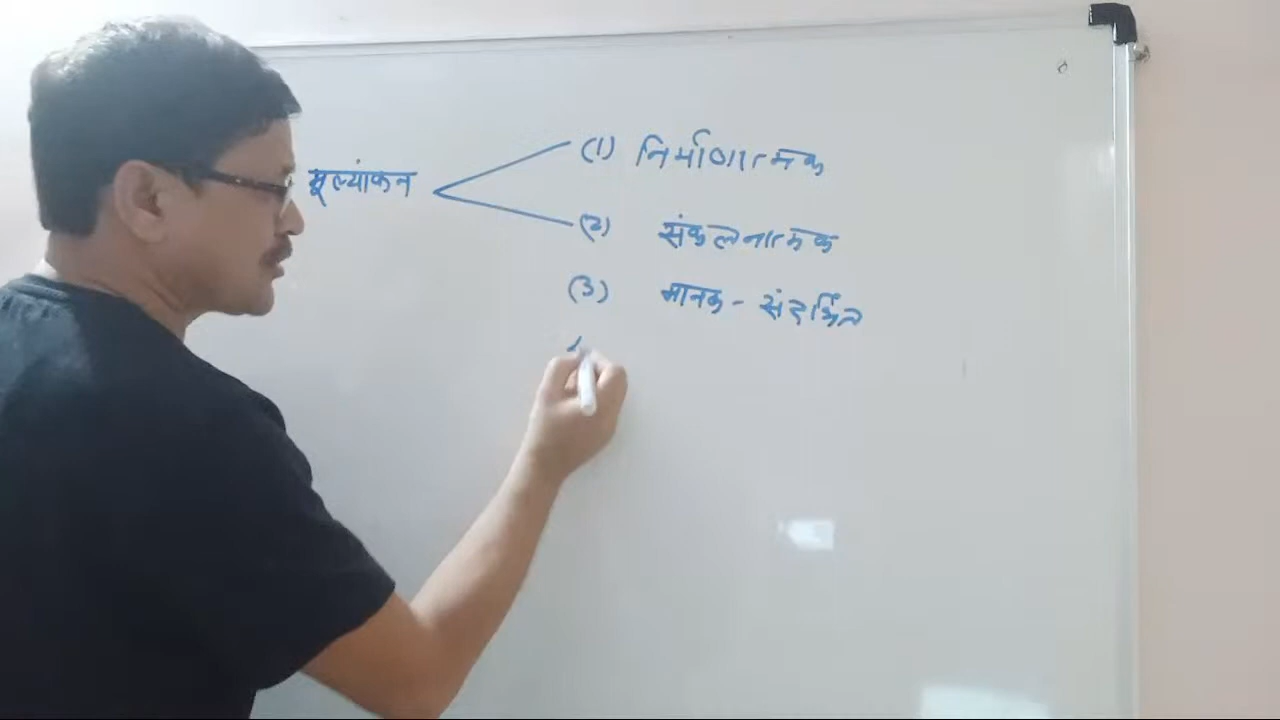 मूल्यांकन
(1) निर्माणात्मक
(2) संकलनात्मक
(3) मानक - संदर्भित
(